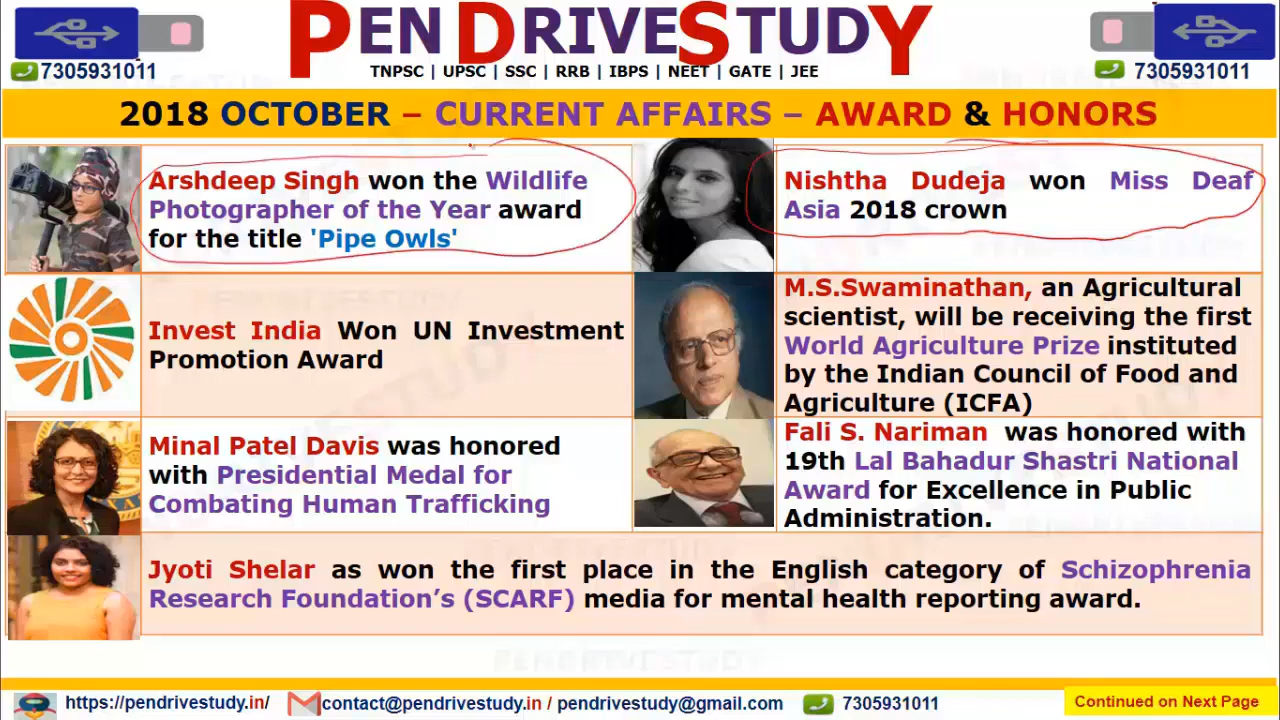 PENDRIVESTUDY
TNPSC | UPSC | SSC | RRB | IBPS | NEET | GATE | JEE
7305931011
7305931011
2018 OCTOBER – CURRENT AFFAIRS – AWARD & HONORS
Arshdeep Singh won the Wildlife
Photographer of the Year award
for the title 'Pipe Owls'
Nishtha Dudeja won Miss Deaf
Asia 2018 crown
Invest India Won UN Investment
Promotion Award
M.S.Swaminathan, an Agricultural
scientist, will be receiving the first
World Agriculture Prize instituted
by the Indian Council of Food and
Agriculture (ICFA)
Minal Patel Davis was honored
with Presidential Medal for
Combating Human Trafficking
Fali S. Nariman was honored with
19th Lal Bahadur Shastri National
Award for Excellence in Public
Administration.
Jyoti Shelar as won the first place in the English category of Schizophrenia
Research Foundation's (SCARF) media for mental health reporting award.
https://pendrivestudy.in/ contact@pendrivestudy.in / pendrivestudy@gmail.com 7305931011
Continued on Next Page